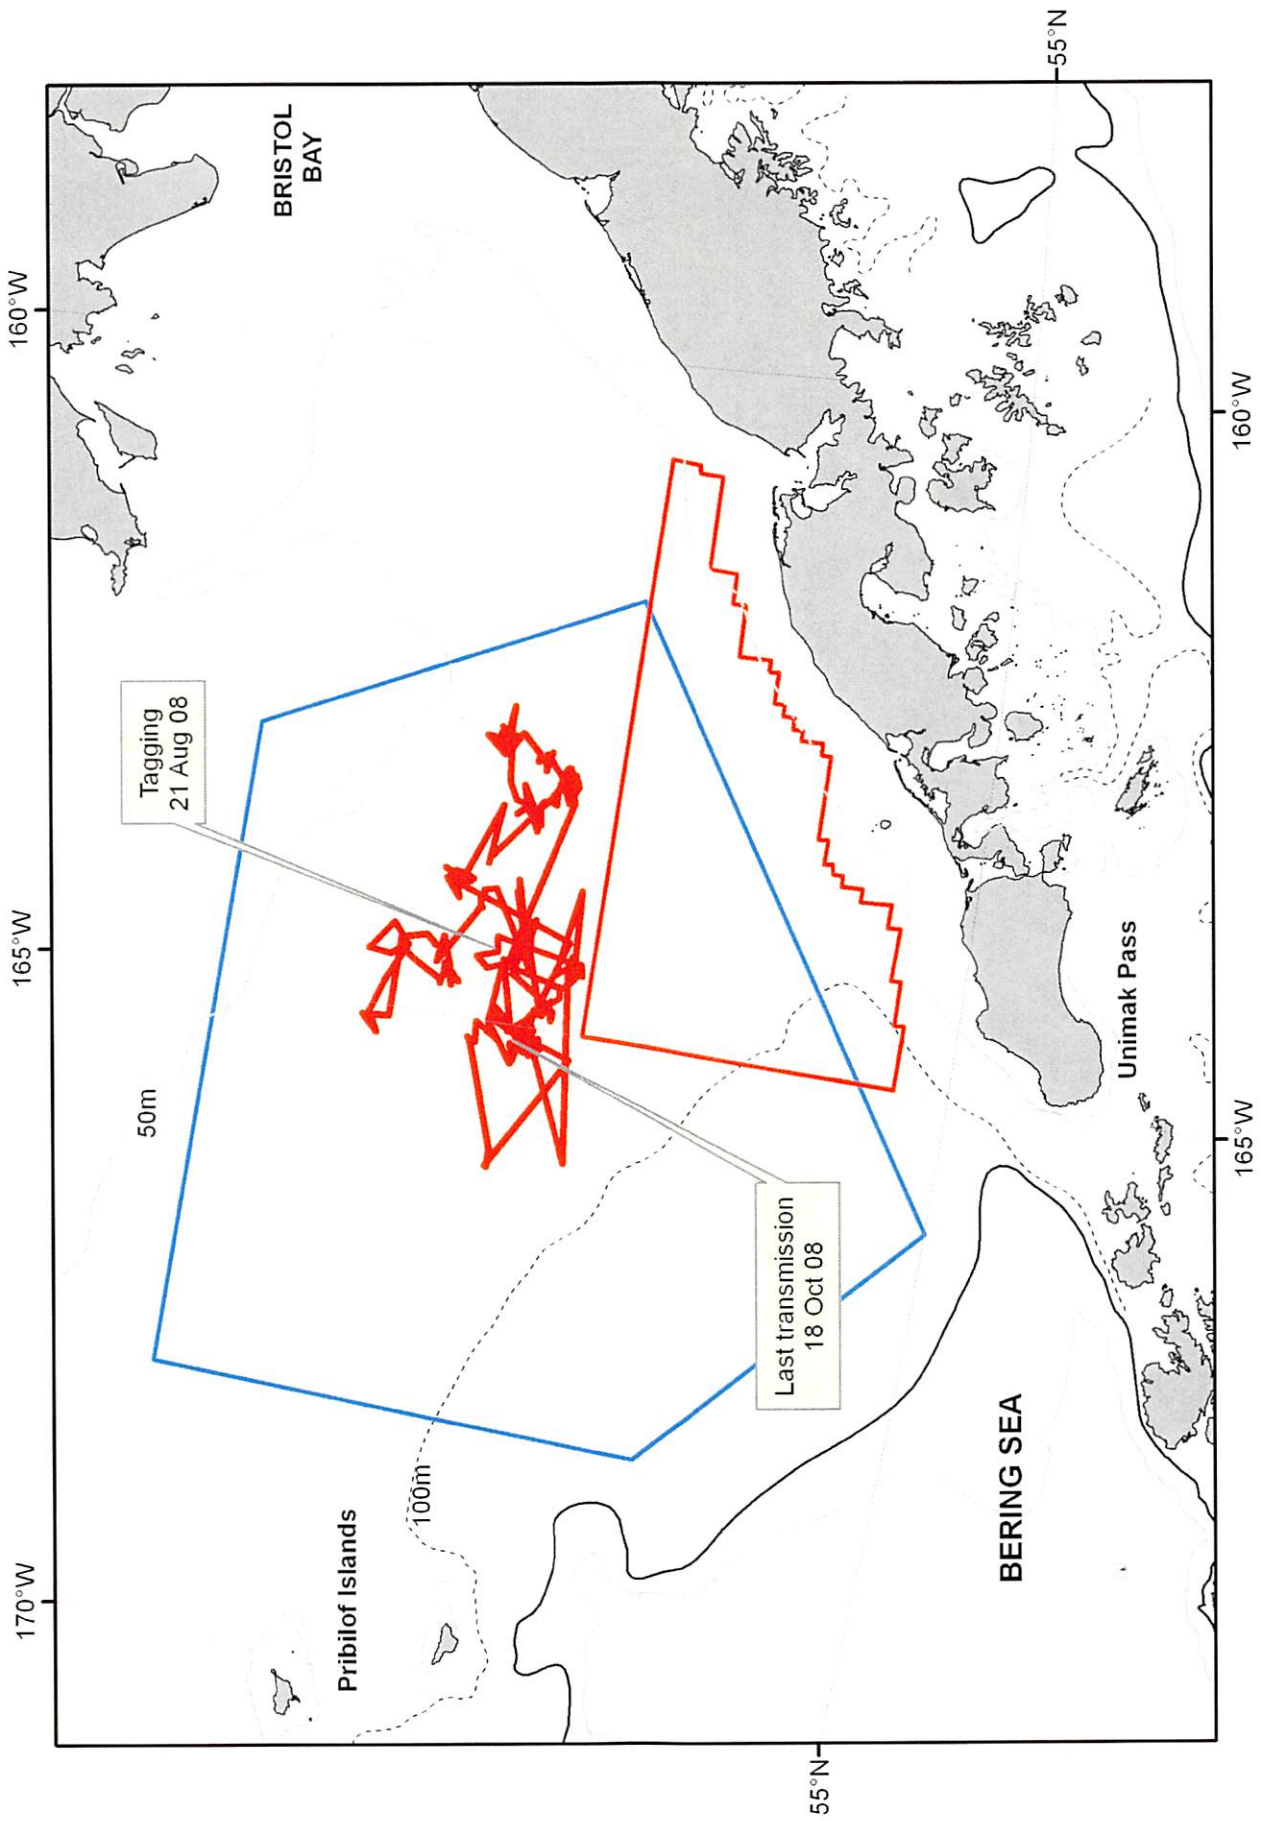 170°W
165°W
160°W
BRISTOL
BAY
Tagging
21 Aug 08
50m
Pribilof Islands
100m
Last transmission
18 Oct 08
BERING SEA
Unimak Pass
55°N
55°N
165°W
160°W